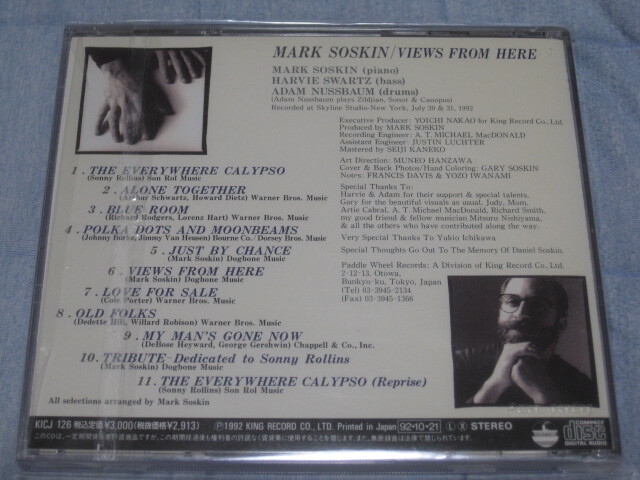 MARK SOSKIN/VIEWS FROM HERE
MARK SOSKIN (piano)
HARVIE SWARTZ (bass)
ADAM NUSSBAUM (drums)
(Adam Nussbaum plays Zildjian, Sonor & Canopus)
Recorded at Skyline Studio-New York, July 30 & 31, 1992
Executive Producer: YOICHI NAKAO for King Record Co., Ltd.
Produced by MARK SOSKIN
Recording Engineer: A. T. MICHAEL MacDONALD
Assistant Engineer: JUSTIN LUCHTER
Mastered by SEIJI KANEKO
Art Direction: MUNEO HANZAWA
Cover & Back Photos/Hand Coloring: GARY SOSKIN
Notes: FRANCIS DAVIS & YOZO IWANAMI
Special Thanks To:
Harvie & Adam for their support & special talents,
Gary for the beautiful visuals as usual, Judy, Mom,
Artie Cabral, A. T. Michael MacDonald, Richard Smith,
my good friend & fellow musician Mitsuru Nishiyama,
& all the others who have contributed along the way.
Very Special Thanks To Yukio Ichikawa
Special Thoughts Go Out To The Memory Of Daniel Soskin.
Paddle Wheel Records: A Division of King Record Co., Ltd.
2-12-13, Otowa,
Bunkyo-ku, Tokyo, Japan
(Tel) 03-3945-2134
(Fax) 03-3945-1366
1. THE EVERYWHERE CALYPSO
(Sonny Rollins) Son Rol Music
2. ALONE TOGETHER
(Arthur Schwartz, Howard Dietz) Warner Bros. Music
3. BLUE ROOM
(Richard Rodgers, Lorenz Hart) Warner Bros. Music
4. POLKA DOTS AND MOONBEAMS
(Johnny Burke, Jimmy Van Heusen) Bourne Co./Dorsey Bros. Music
5. JUST BY CHANCE
(Mark Soskin) Dogbone Music
6. VIEWS FROM HERE
(Mark Soskin) Dogbone Music
7. LOVE FOR SALE
(Cole Porter) Warner Bros. Music
8. OLD FOLKS
(Dedette Hill, Willard Robison) Warner Bros. Music
9. MY MAN'S GONE NOW
(DuBose Heyward, George Gershwin) Chappell & Co., Inc.
10. TRIBUTE-Dedicated to Sonny Rollins
(Mark Soskin) Dogbone Music
11. THE EVERYWHERE CALYPSO (Reprise)
(Sonny Rollins) Son Rol Music
All selections arranged by Mark Soskin
KICJ 126 税込定価¥3,000(税抜価格¥2,913) Ⓟ1992 KING RECORD CO., LTD. Printed in Japan 92・10・21 Ⓛ Ⓧ STEREO
COMPACT disc DIGITAL AUDIO